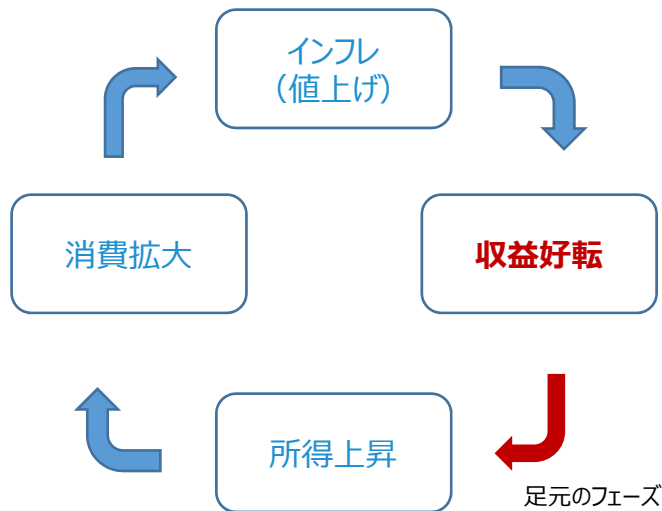 インフレ
（値上げ）
消費拡大
収益好転
所得上昇
足元のフェーズ